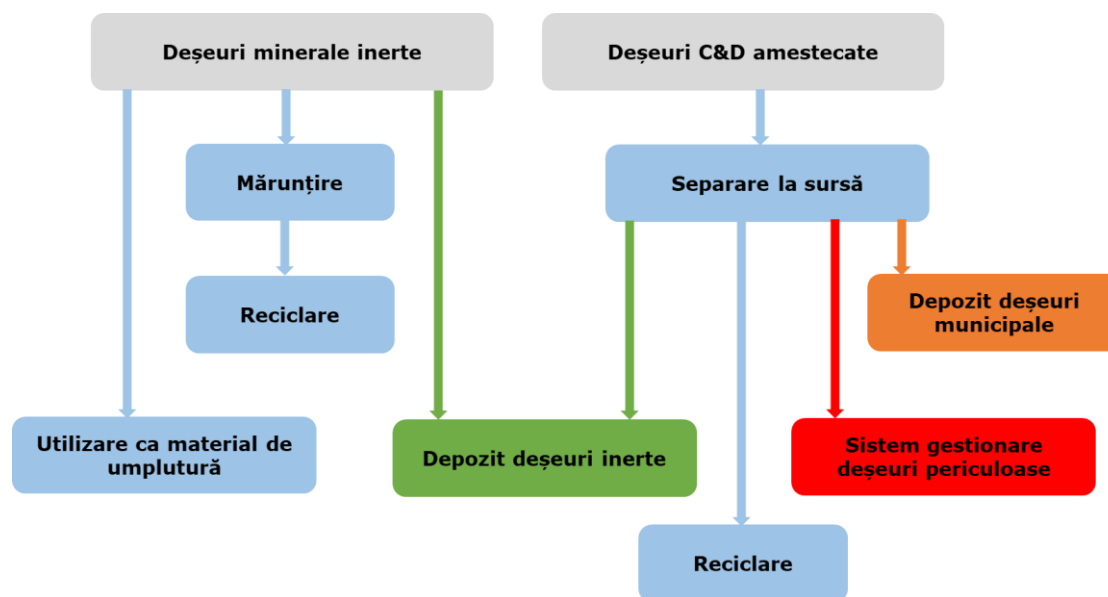 Deșeuri minerale inerte
Deșeuri C&D amestecate
Mărunțire
Separare la sursă
Reciclare
Depozit deșeuri
municipale
Utilizare ca material de
umplutură
Depozit deșeuri inerte
Sistem gestionare
deșeuri periculoase
Reciclare